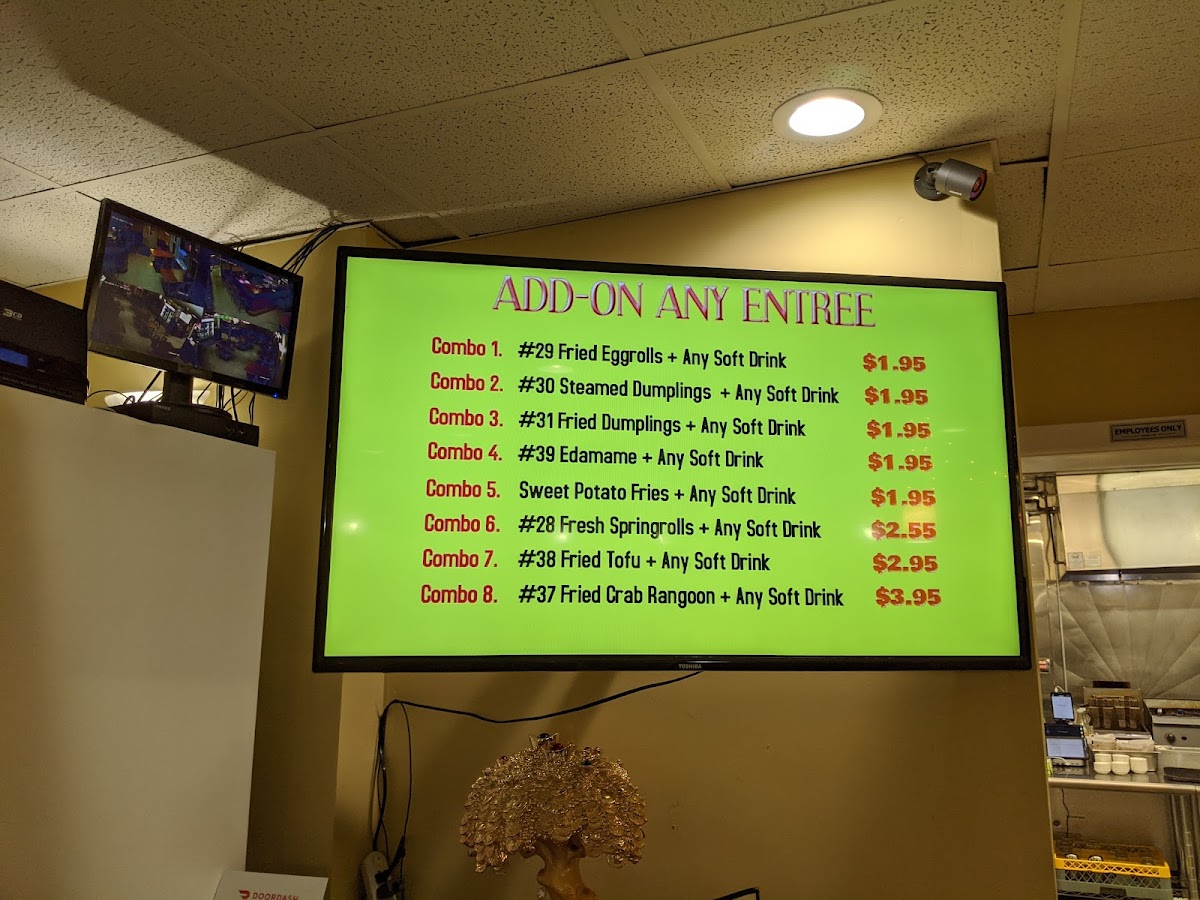 ADD-ON ANY ENTREE
Combo 1. #29 Fried Eggrolls + Any Soft Drink $1.95
Combo 2. #30 Steamed Dumplings + Any Soft Drink $1.95
Combo 3. #31 Fried Dumplings + Any Soft Drink $1.95
Combo 4. #39 Edamame + Any Soft Drink $1.95
Combo 5. Sweet Potato Fries + Any Soft Drink $1.95
Combo 6. #28 Fresh Springrolls + Any Soft Drink $2.55
Combo 7. #38 Fried Tofu + Any Soft Drink $2.95
Combo 8. #37 Fried Crab Rangoon + Any Soft Drink $3.95
TOSHIBA
EMPLOYEES ONLY
3CD
DOORDASH